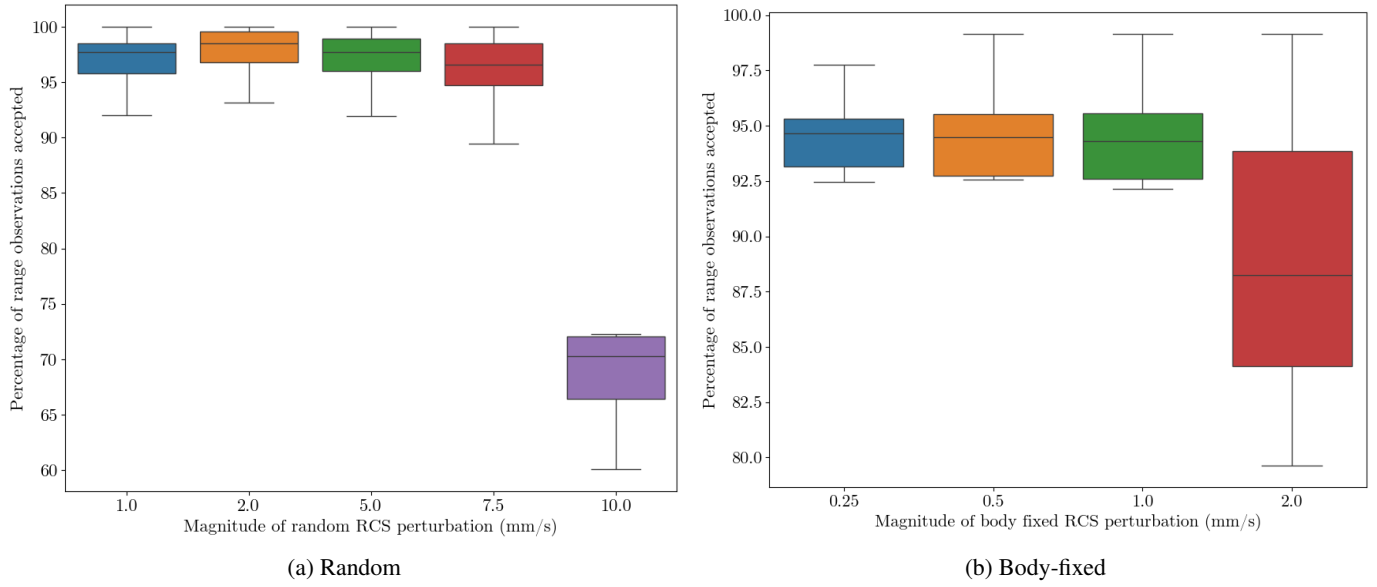 Percentage of range observations accepted
100
95
90
85
80
75
70
65
60
1.0 2.0 5.0 7.5 10.0
Magnitude of random RCS perturbation (mm/s)
(a) Random
Percentage of range observations accepted
100.0
97.5
95.0
92.5
90.0
87.5
85.0
82.5
80.0
0.25 0.5 1.0 2.0
Magnitude of body fixed RCS perturbation (mm/s)
(b) Body-fixed